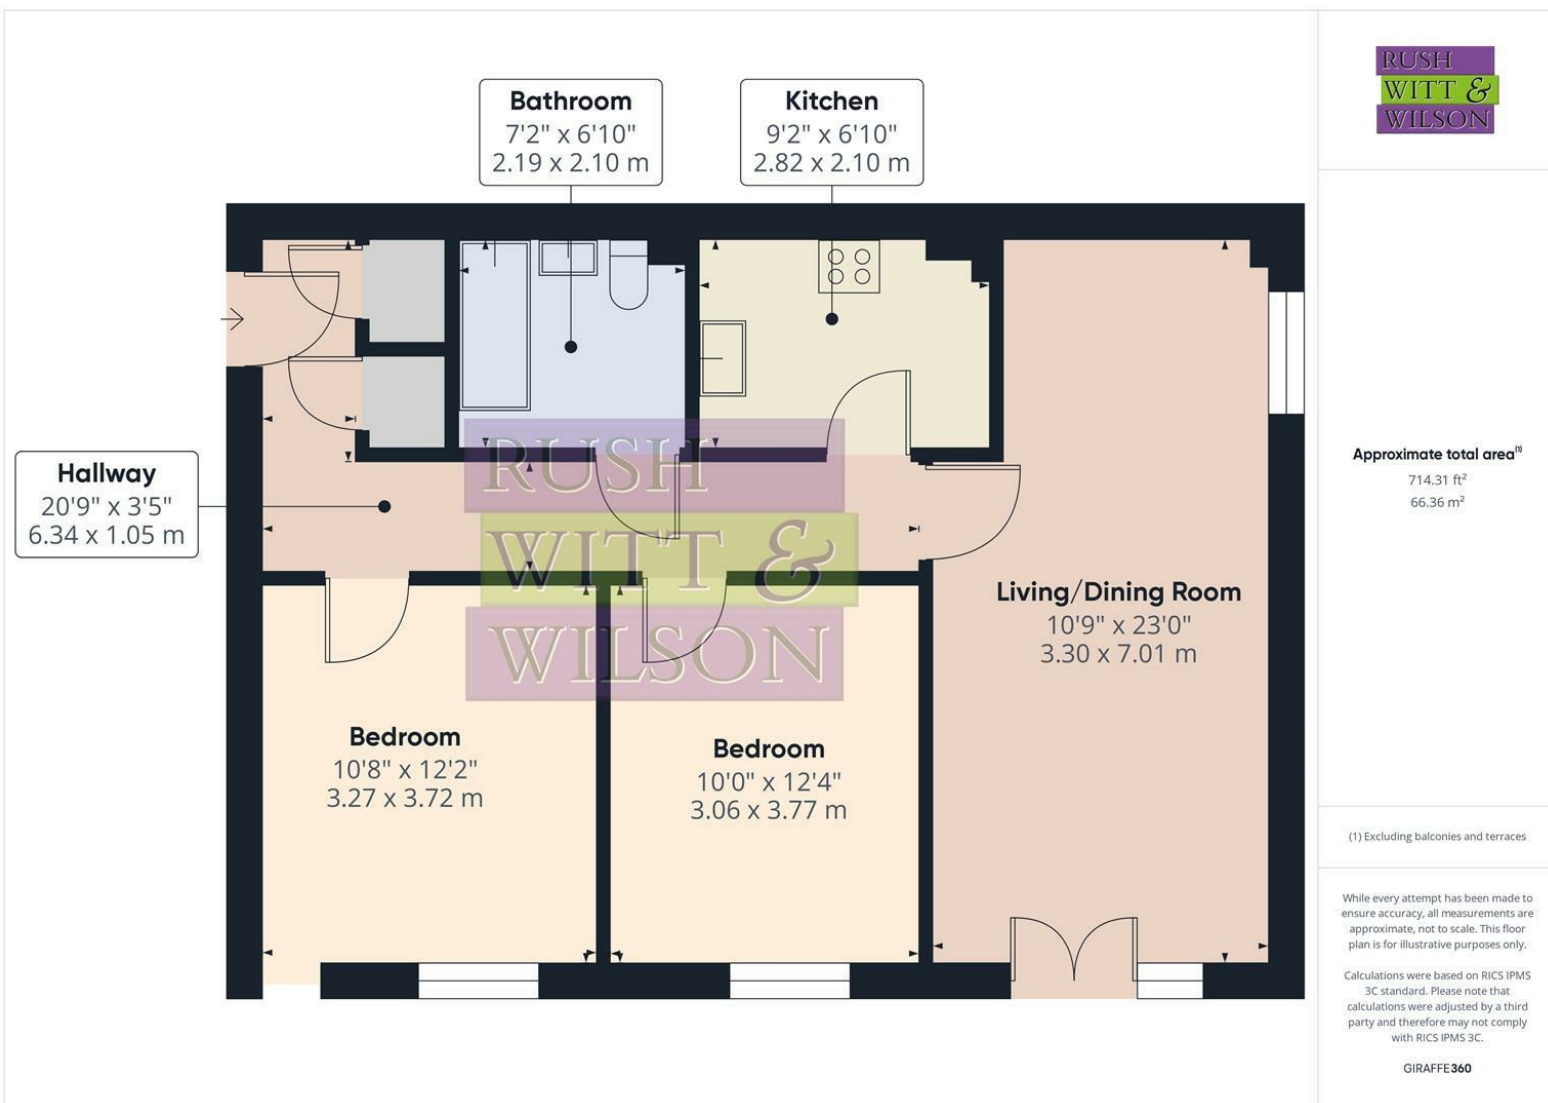 Bathroom
7'2" x 6'10"
2.19 x 2.10 m
Kitchen
9'2" x 6'10"
2.82 x 2.10 m
Hallway
20'9" x 3'5"
6.34 x 1.05 m
RUSH
WITT &
WILSON
Living/Dining Room
10'9" x 23'0"
3.30 x 7.01 m
Bedroom
10'8" x 12'2"
3.27 x 3.72 m
Bedroom
10'0" x 12'4"
3.06 x 3.77 m
RUSH
WITT &
WILSON
Approximate total area(1)
714.31 ft²
66.36 m²
(1) Excluding balconies and terraces
While every attempt has been made to
ensure accuracy, all measurements are
approximate, not to scale. This floor
plan is for illustrative purposes only.
Calculations were based on RICS IPMS
3C standard. Please note that
calculations were adjusted by a third
party and therefore may not comply
with RICS IPMS 3C.
GIRAFFE360